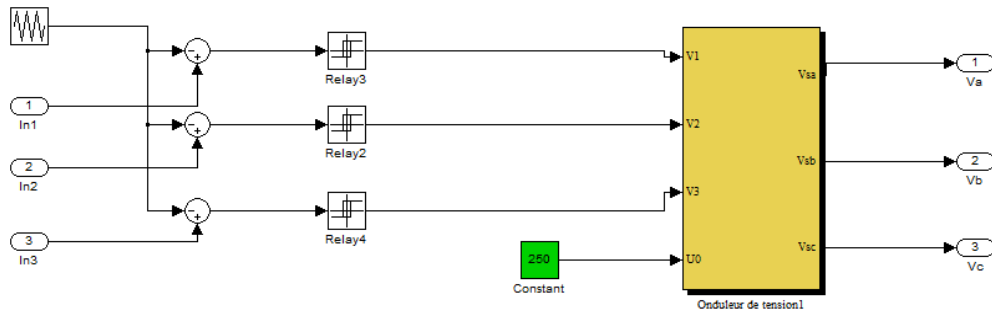 1
In1
2
In2
3
In3
- +
- +
- +
Relay3
Relay2
Relay4
250
Constant
V1
V2
V3
U0
Vsa
Vsb
Vsc
Onduleur de tension1
1
Va
2
Vb
3
Vc